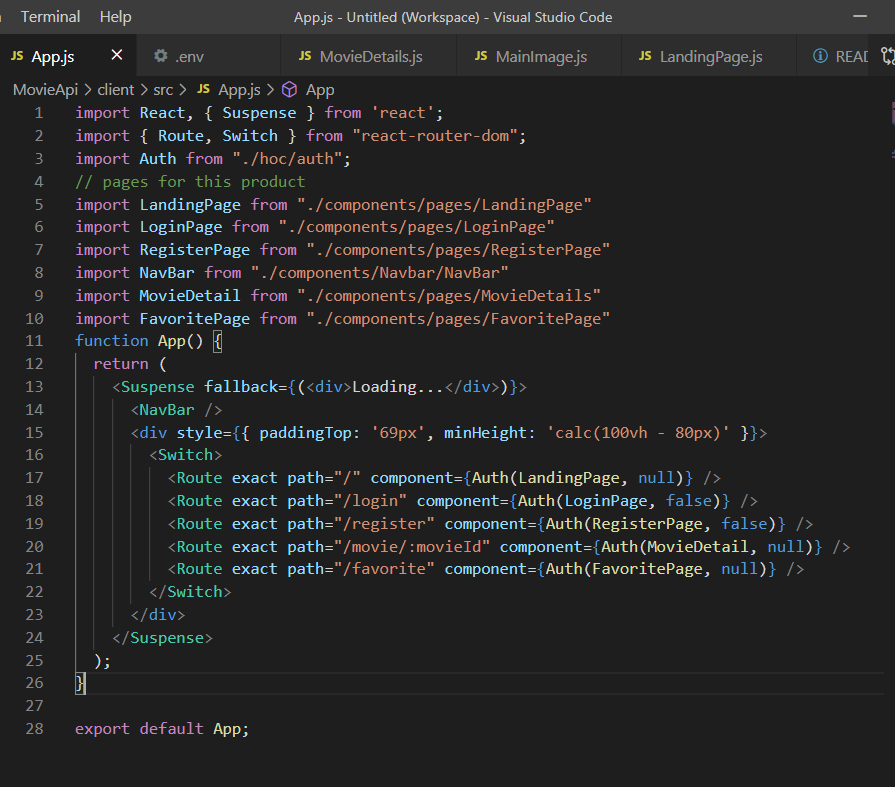 Terminal Help App.js - Untitled (Workspace) - Visual Studio Code
JS App.js .env JS MovieDetails.js JS MainImage.js JS LandingPage.js READ
MovieApi > client > src > JS App.js > App
1 import React, { Suspense } from 'react';
2 import { Route, Switch } from "react-router-dom";
3 import Auth from "./hoc/auth";
4 // pages for this product
5 import LandingPage from "./components/pages/LandingPage"
6 import LoginPage from "./components/pages/LoginPage"
7 import RegisterPage from "./components/pages/RegisterPage"
8 import NavBar from "./components/Navbar/NavBar"
9 import MovieDetail from "./components/pages/MovieDetails"
10 import FavoritePage from "./components/pages/FavoritePage"
11 function App() {
12 return (
13 <Suspense fallback={(<div>Loading...</div>)}>
14 <NavBar />
15 <div style={{ paddingTop: '69px', minHeight: 'calc(100vh - 80px)' }}>
16 <Switch>
17 <Route exact path="/" component={Auth(LandingPage, null)} />
18 <Route exact path="/login" component={Auth(LoginPage, false)} />
19 <Route exact path="/register" component={Auth(RegisterPage, false)} />
20 <Route exact path="/movie/:movieId" component={Auth(MovieDetail, null)} />
21 <Route exact path="/favorite" component={Auth(FavoritePage, null)} />
22 </Switch>
23 </div>
24 </Suspense>
25 );
26 }
27
28 export default App;